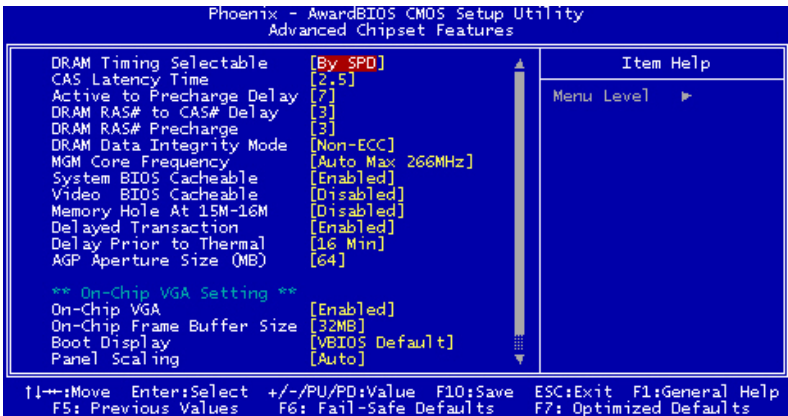 Phoenix - AwardBIOS CMOS Setup Utility
Advanced Chipset Features
DRAM Timing Selectable [By SPD]
CAS Latency Time [2.5]
Active to Precharge Delay [7]
DRAM RAS# to CAS# Delay [3]
DRAM RAS# Precharge [3]
DRAM Data Integrity Mode [Non-ECC]
MGM Core Frequency [Auto Max 266MHz]
System BIOS Cacheable [Enabled]
Video BIOS Cacheable [Disabled]
Memory Hole At 15M-16M [Disabled]
Delayed Transaction [Enabled]
Delay Prior to Thermal [16 Min]
AGP Aperture Size (MB) [64]
** On-Chip VGA Setting **
On-Chip VGA [Enabled]
On-Chip Frame Buffer Size [32MB]
Boot Display [VBIOS Default]
Panel Scaling [Auto]
Item Help
Menu Level ►
↑↓→←:Move Enter:Select +/-/PU/PD:Value F10:Save ESC:Exit F1:General Help
F5: Previous Values F6: Fail-Safe Defaults F7: Optimized Defaults